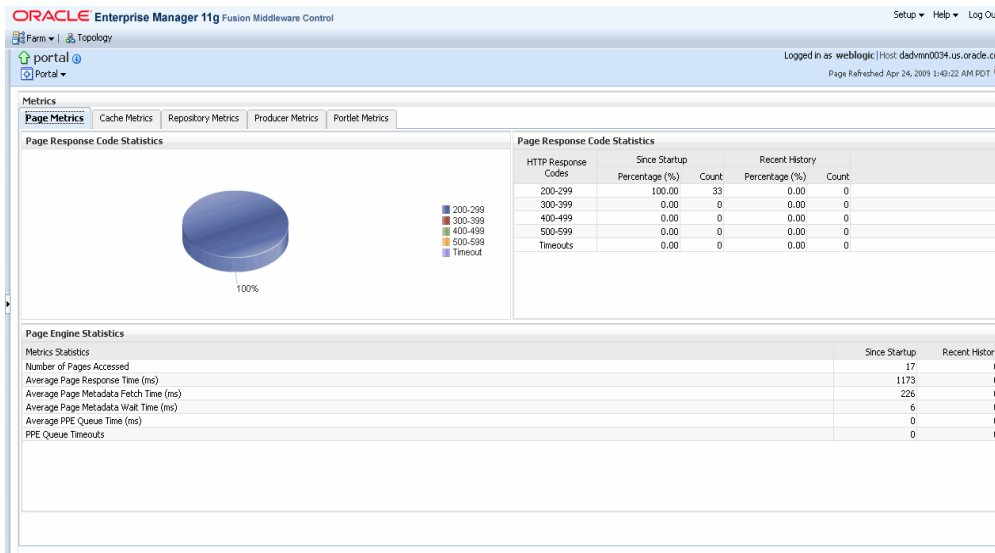 ORACLE Enterprise Manager 11g Fusion Middleware Control
Setup Help Log Ou
Farm | Topology
portal
Logged in as weblogic|Host dadvmn0034.us.oracle.c
Portal
Page Refreshed Apr 24, 2009 1:43:22 AM PDT
Metrics
Page Metrics Cache Metrics Repository Metrics Producer Metrics Portlet Metrics
Page Response Code Statistics
200-299
300-399
400-499
500-599
Timeout
100%
Page Response Code Statistics
HTTP Response Codes Since Startup Recent History
Percentage (%) Count Percentage (%) Count
200-299 100.00 33 0.00 0
300-399 0.00 0 0.00 0
400-499 0.00 0 0.00 0
500-599 0.00 0 0.00 0
Timeouts 0.00 0 0.00 0
Page Engine Statistics
Metrics Statistics Since Startup Recent Histor
Number of Pages Accessed 17
Average Page Response Time (ms) 1173
Average Page Metadata Fetch Time (ms) 226
Average Page Metadata Wait Time (ms) 6
Average PPE Queue Time (ms) 0
PPE Queue Timeouts 0